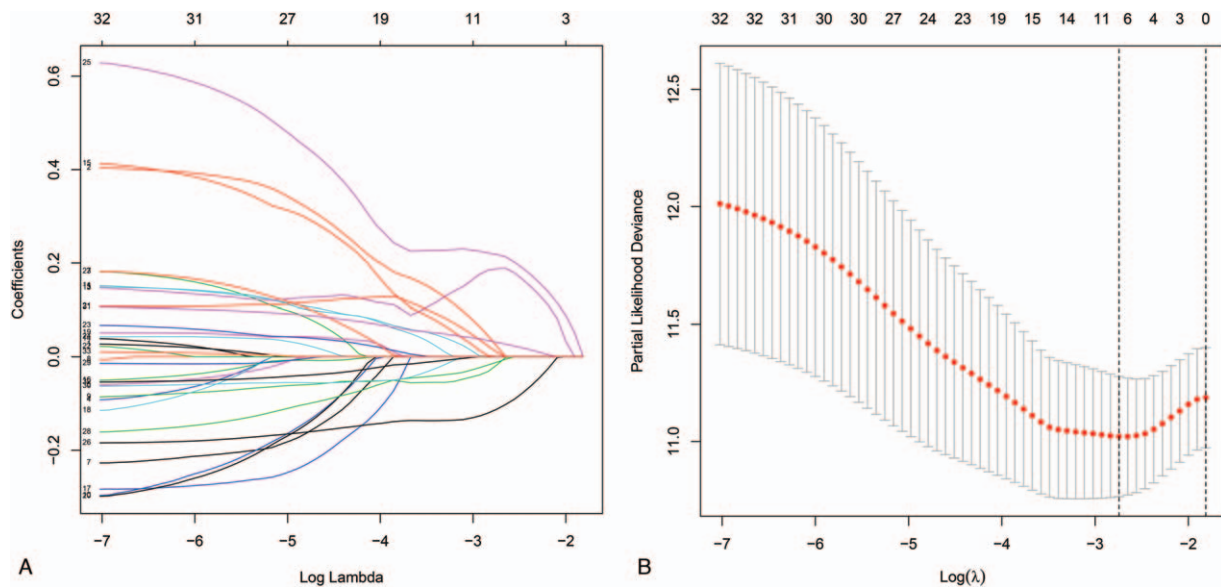 32 31 27 19 11 3
0.6
0.4
0.2
0.0
−0.2
Coefficients
25
15
2
23
19
9
18
28
26
7
17
20
−7 −6 −5 −4 −3 −2
Log Lambda
A
32 32 31 30 30 27 24 23 19 15 14 11 6 4 3 0
12.5
12.0
11.5
11.0
Partial Likelihood Deviance
−7 −6 −5 −4 −3 −2
Log(λ)
B